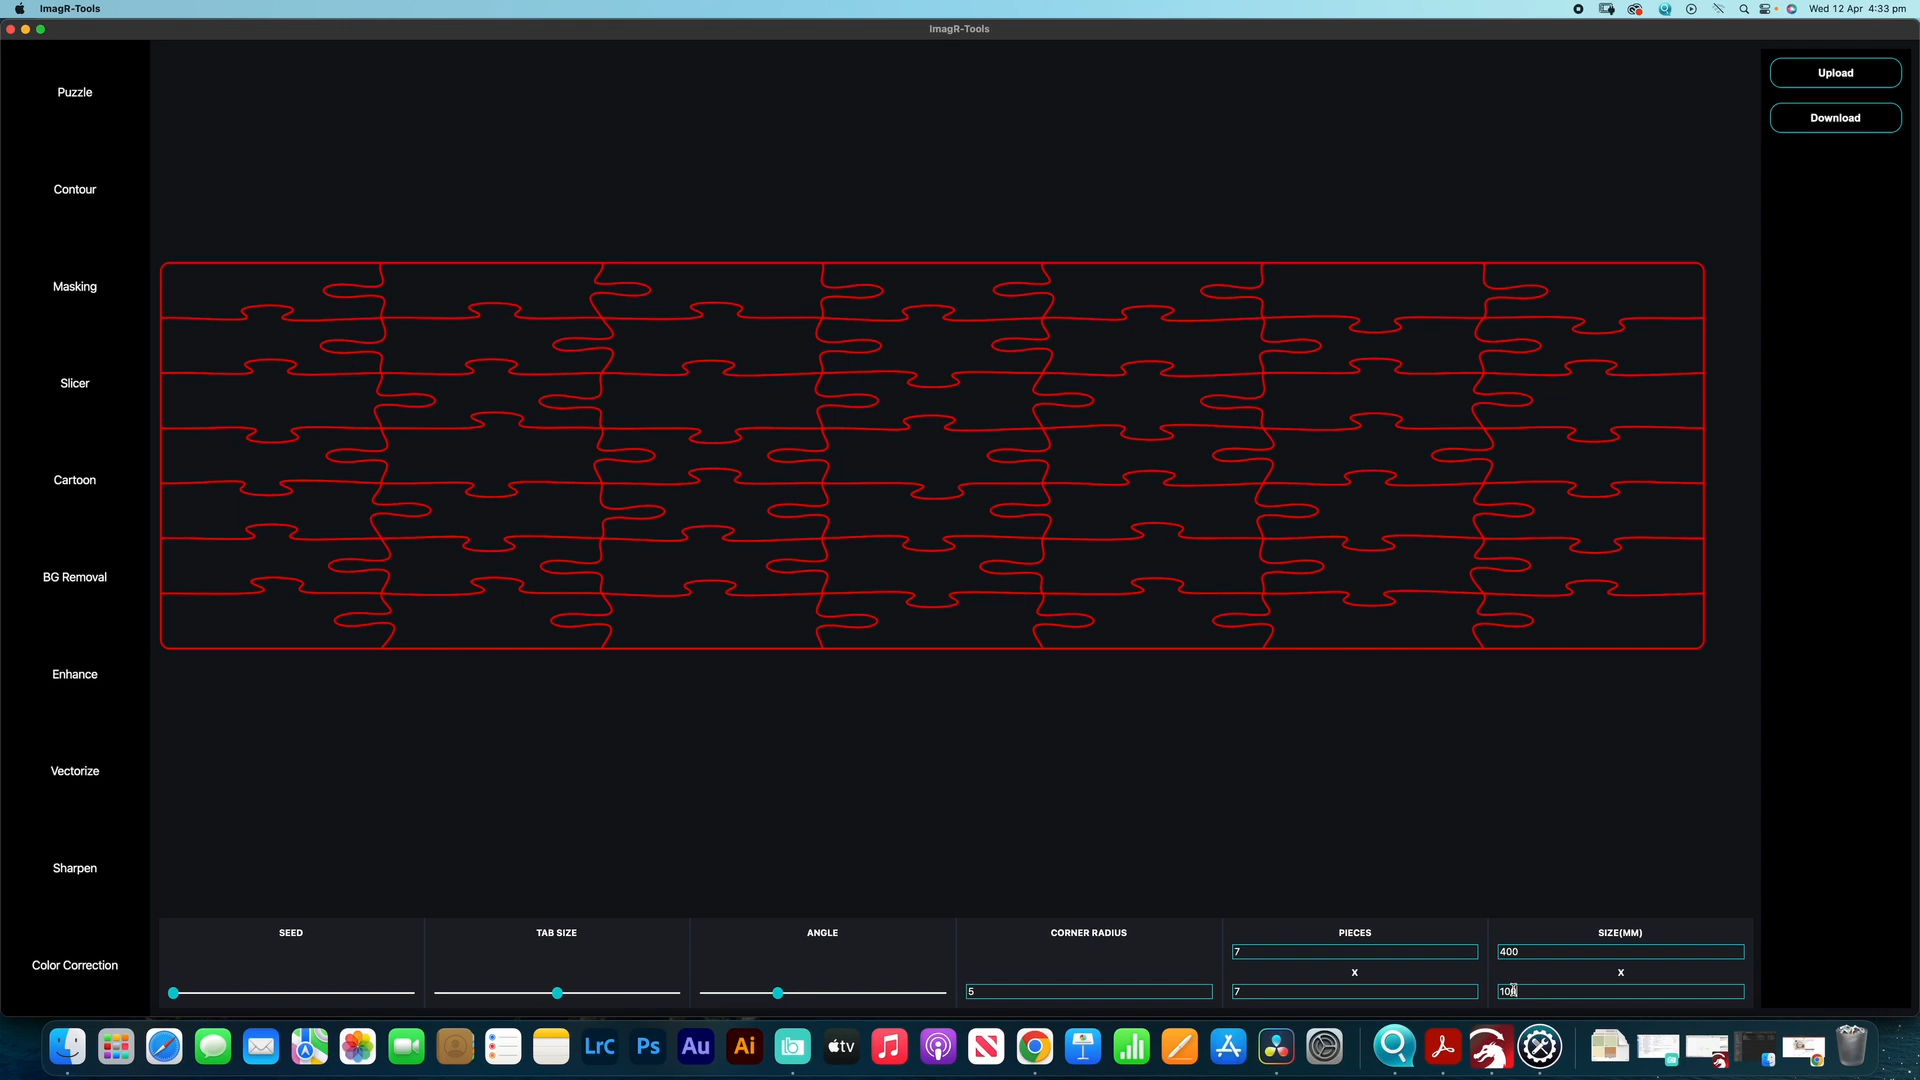 ImagR-Tools
Wed 12 Apr 4:33 pm
ImagR-Tools
Puzzle
Contour
Masking
Slicer
Cartoon
BG Removal
Enhance
Vectorize
Sharpen
Color Correction
Upload
Download
SEED
TAB SIZE
ANGLE
CORNER RADIUS
5
PIECES
7
X
7
SIZE(MM)
400
X
LrC
Ps
Au
Ai
tv